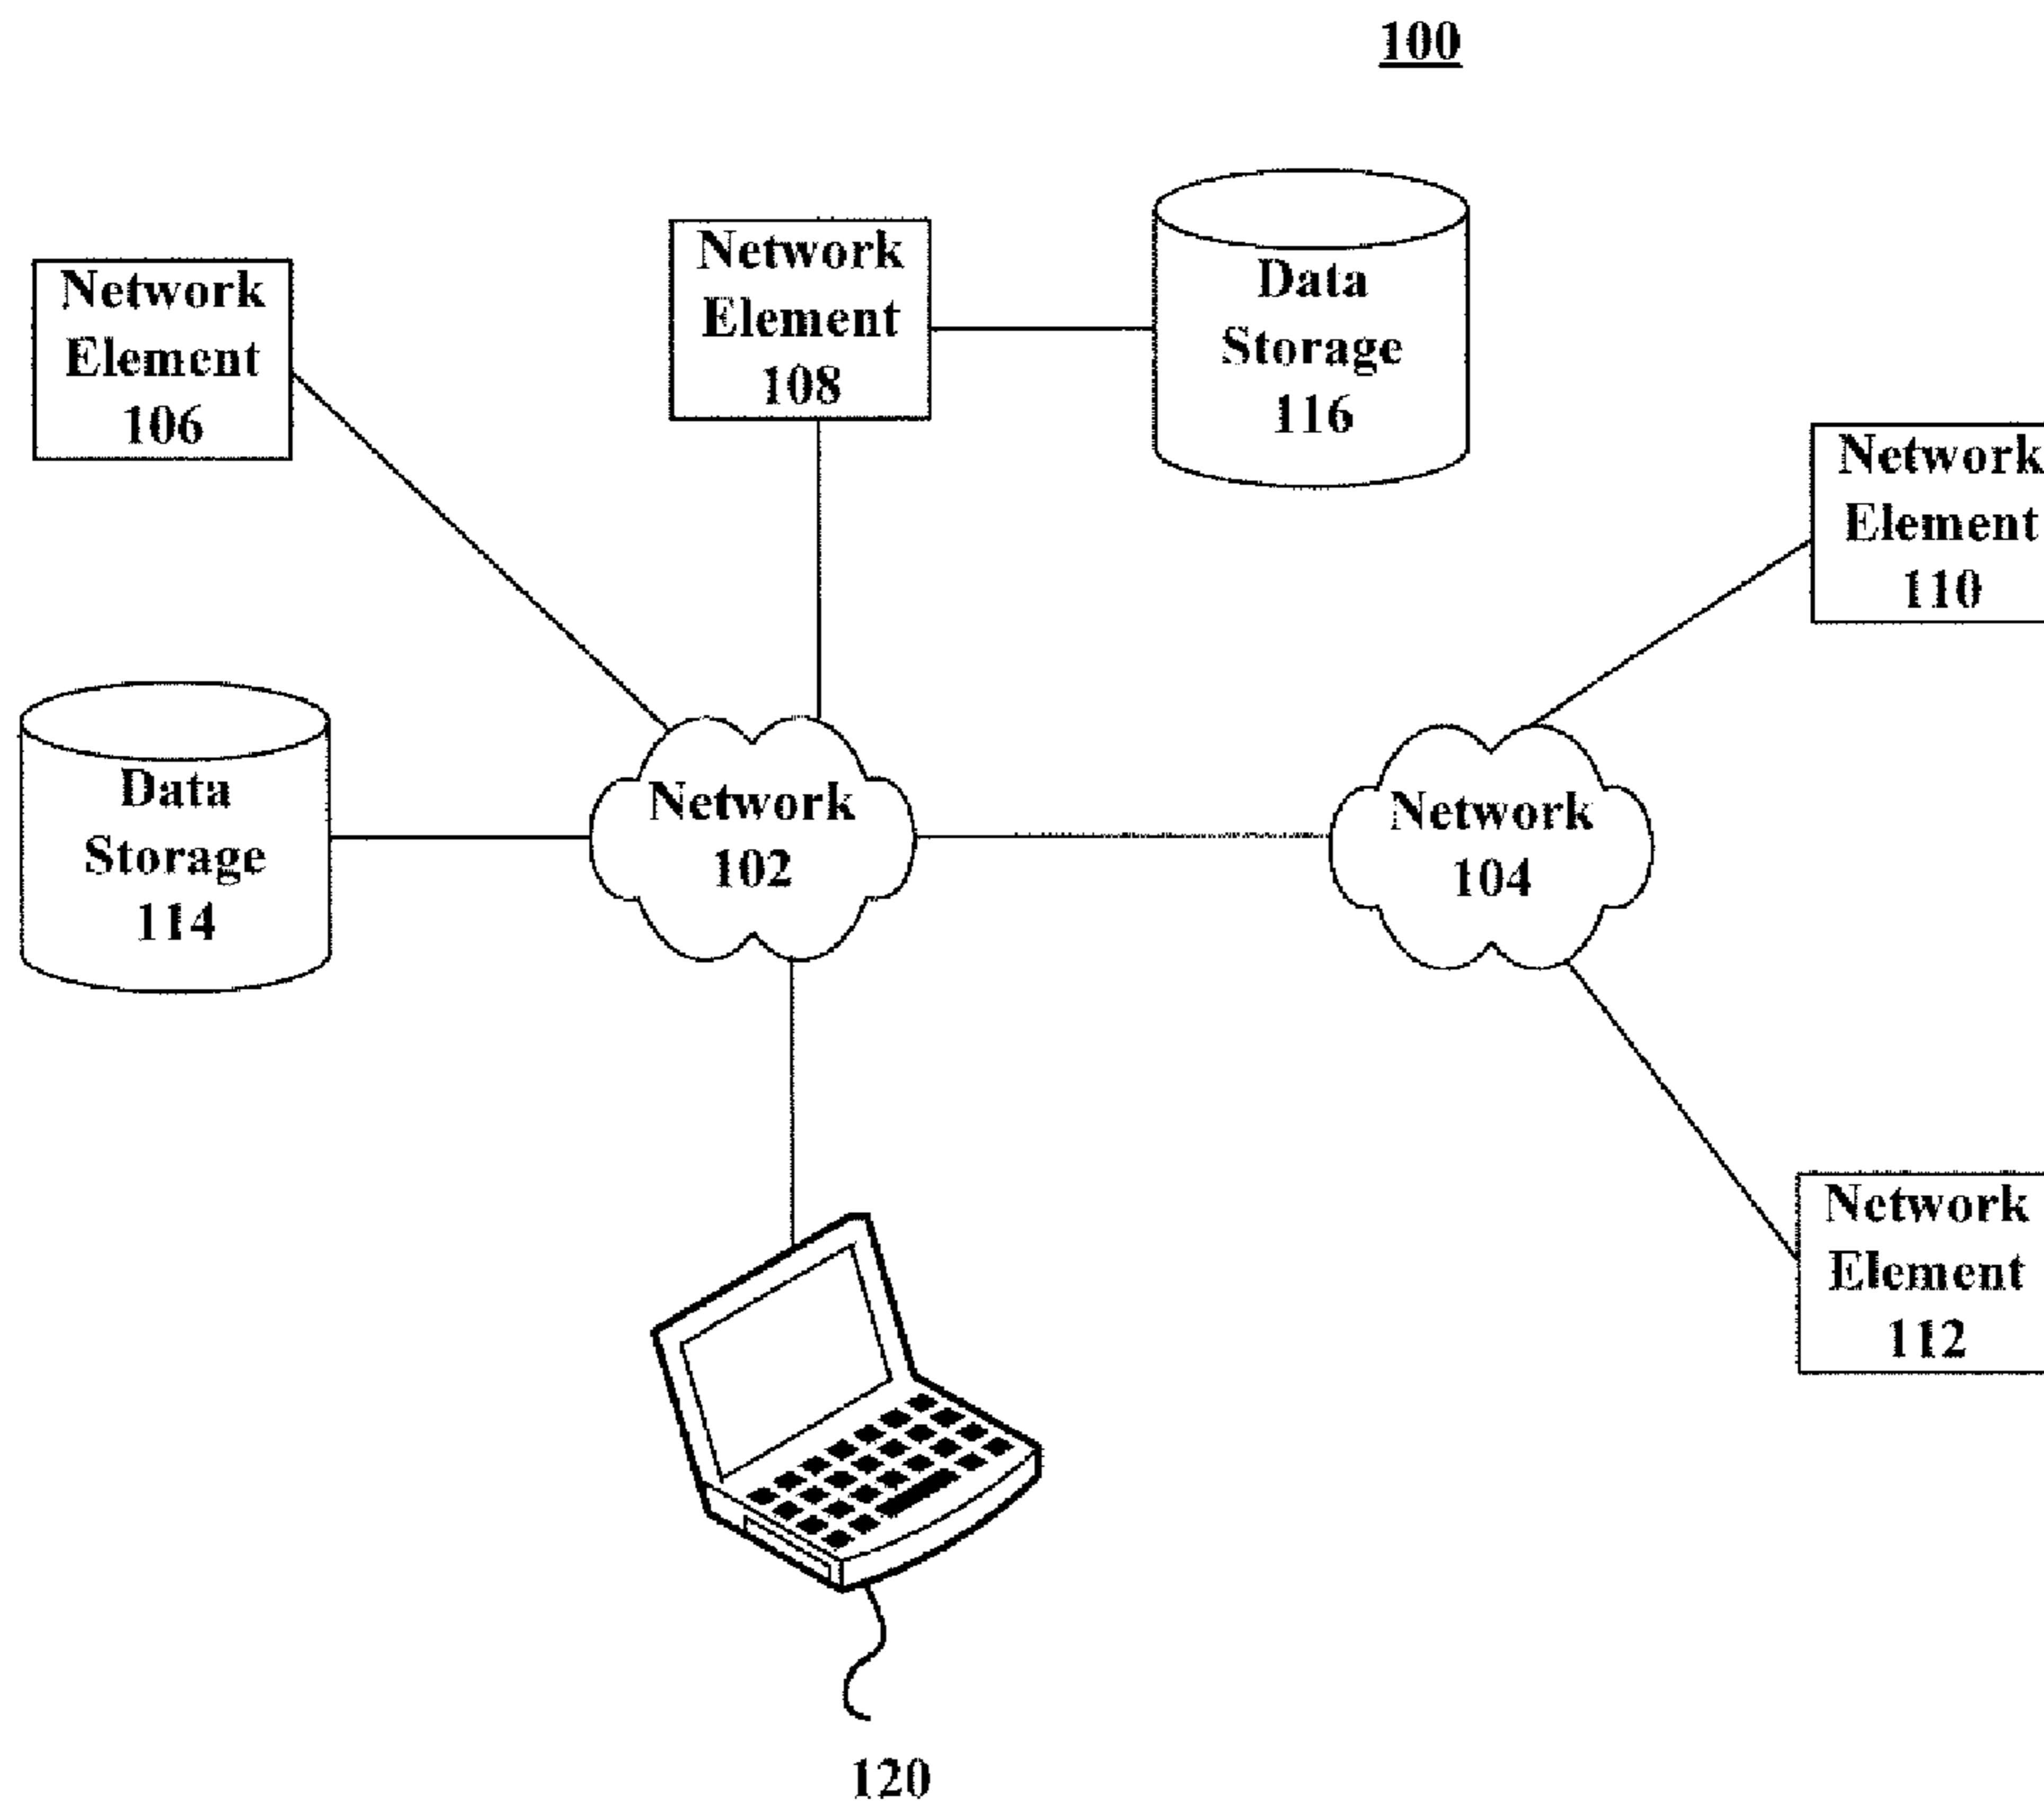 100
Network
Element
106
Network
Element
108
Data
Storage
116
Network
Element
110
Data
Storage
114
Network
102
Network
104
Network
Element
112
120